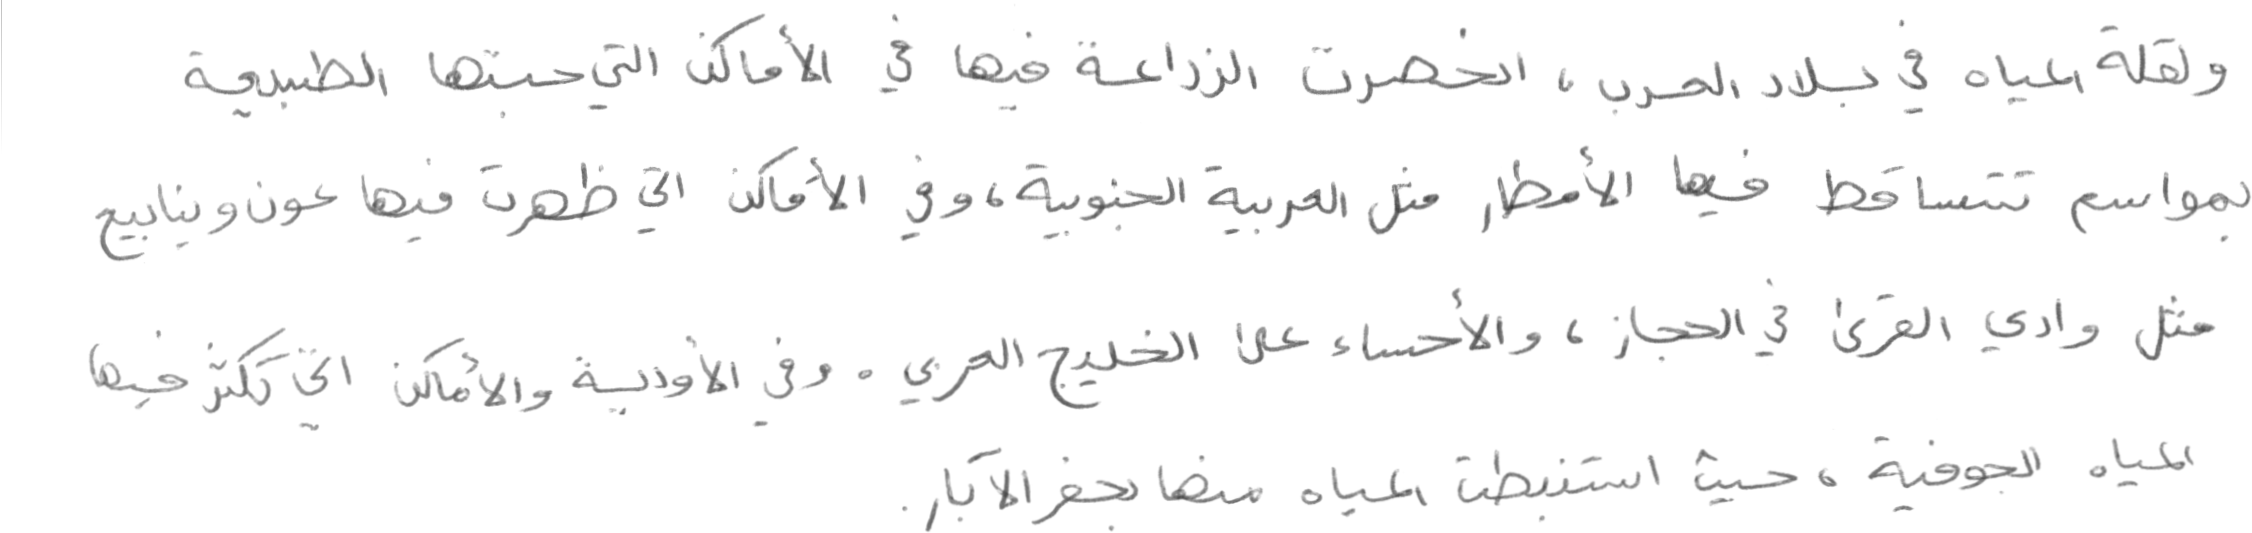 ولقلة المياه في بلاد العرب، انحصرت الزراعة فيها في الأماكن التي حبتها الطبيعة
بمواسم تتساقط فيها الأمطار مثل العربية الجنوبية، وفي الأماكن التي ظهرت فيها عون وينابيع
مثل وادي القرى في الحجاز، والأحساء على الخليج العربي. وفي الأودية والأماكن التي تكثر فيها
المياه الجوفية، حيث استنبطت المياه منها بحفر الآبار.